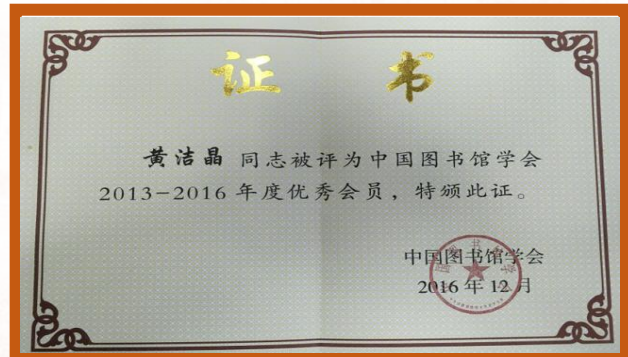 证书
黄洁晶 同志被评为中国图书馆学会
2013-2016 年度优秀会员，特颁此证。
中国图书馆学会
2016 年 12 月